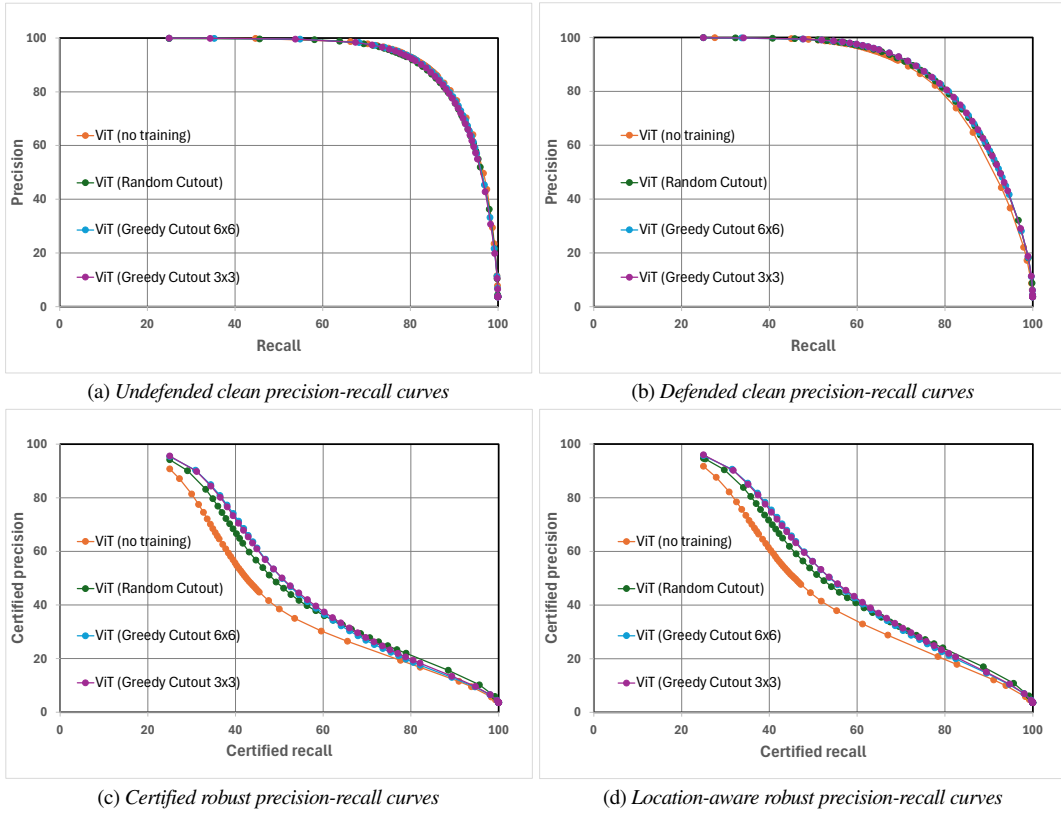 100
80
60
40
20
0
Precision
ViT (no training)
ViT (Random Cutout)
ViT (Greedy Cutout 6x6)
ViT (Greedy Cutout 3x3)
0 20 40 60 80 100
Recall
(a) Undefended clean precision-recall curves
100
80
60
40
20
0
Precision
ViT (no training)
ViT (Random Cutout)
ViT (Greedy Cutout 6x6)
ViT (Greedy Cutout 3x3)
0 20 40 60 80 100
Recall
(b) Defended clean precision-recall curves
100
80
60
40
20
0
Certified precision
ViT (no training)
ViT (Random Cutout)
ViT (Greedy Cutout 6x6)
ViT (Greedy Cutout 3x3)
0 20 40 60 80 100
Certified recall
(c) Certified robust precision-recall curves
100
80
60
40
20
0
Certified precision
ViT (no training)
ViT (Random Cutout)
ViT (Greedy Cutout 6x6)
ViT (Greedy Cutout 3x3)
0 20 40 60 80 100
Certified recall
(d) Location-aware robust precision-recall curves